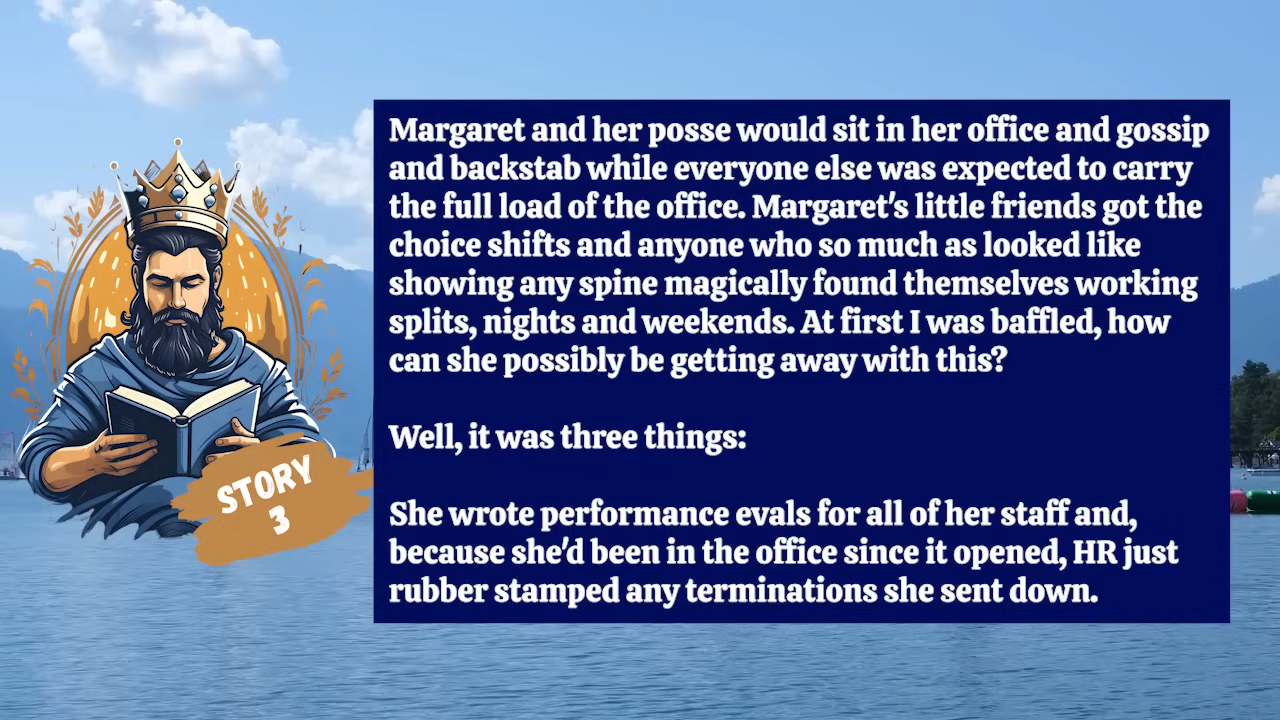 Margaret and her posse would sit in her office and gossip
and backstab while everyone else was expected to carry
the full load of the office. Margaret's little friends got the
choice shifts and anyone who so much as looked like
showing any spine magically found themselves working
splits, nights and weekends. At first I was baffled, how
can she possibly be getting away with this?
Well, it was three things:
She wrote performance evals for all of her staff and,
because she'd been in the office since it opened, HR just
rubber stamped any terminations she sent down.
STORY
3